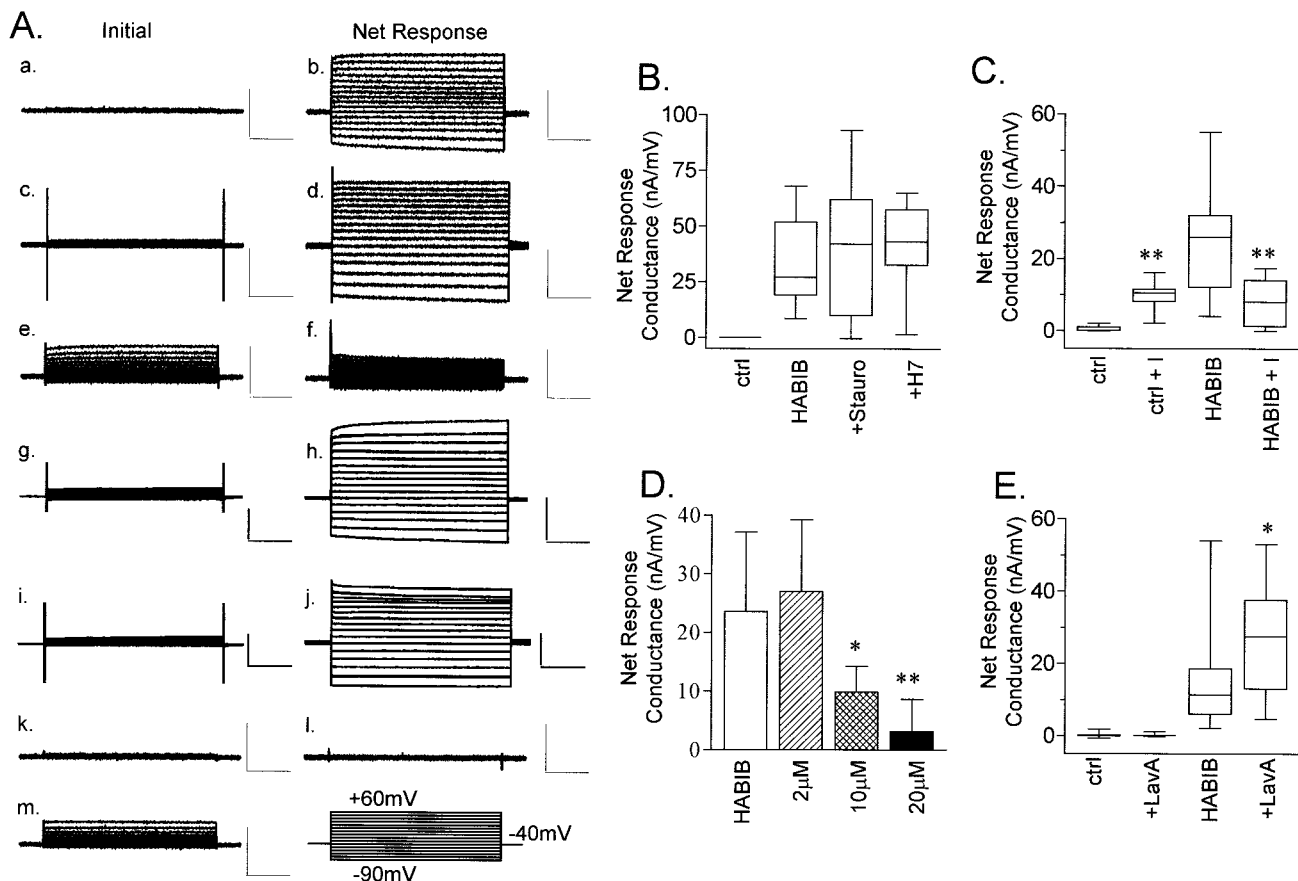 A.
Initial
Net Response
a.
b.
c.
d.
e.
f.
g.
h.
i.
j.
k.
l.
m.
+60mV
-40mV
-90mV
B.
Net Response
Conductance (nA/mV)
100
75
50
25
0
ctrl
HABIB
+Stauro
+H7
C.
Net Response
Conductance (nA/mV)
60
40
20
0
**
**
ctrl
ctrl + I
HABIB
HABIB + I
D.
Net Response
Conductance (nA/mV)
40
30
20
10
0
*
**
HABIB
2µM
10µM
20µM
E.
Net Response
Conductance (nA/mV)
60
40
20
0
*
ctrl
+LavA
HABIB
+LavA